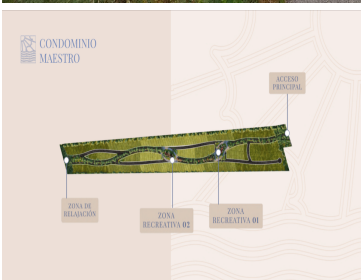 CONDOMINIO
MAESTRO
ACCESO
PRINCIPAL
ZONA DE
RELAJACIÓN
ZONA
RECREATIVA 02
ZONA
RECREATIVA 01